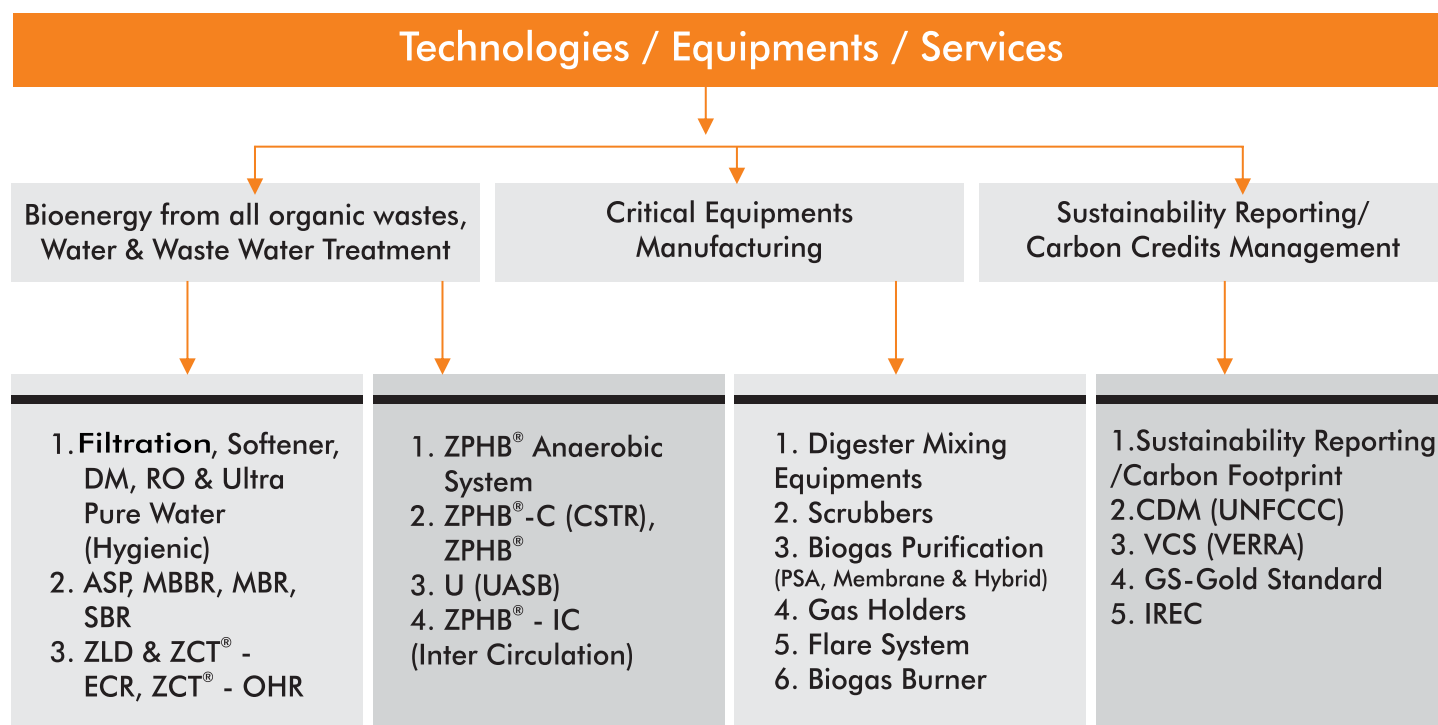 Technologies / Equipments / Services
Bioenergy from all organic wastes,
Water & Waste Water Treatment
Critical Equipments
Manufacturing
Sustainability Reporting/
Carbon Credits Management
1. Filtration, Softener,
DM, RO & Ultra
Pure Water
(Hygienic)
2. ASP, MBBR, MBR,
SBR
3. ZLD & ZCT® -
ECR, ZCT® - OHR
1. ZPHB® Anaerobic
System
2. ZPHB®-C (CSTR),
ZPHB®
3. U (UASB)
4. ZPHB® - IC
(Inter Circulation)
1. Digester Mixing
Equipments
2. Scrubbers
3. Biogas Purification
(PSA, Membrane & Hybrid)
4. Gas Holders
5. Flare System
6. Biogas Burner
1.Sustainability Reporting
/Carbon Footprint
2.CDM (UNFCCC)
3. VCS (VERRA)
4. GS-Gold Standard
5. IREC